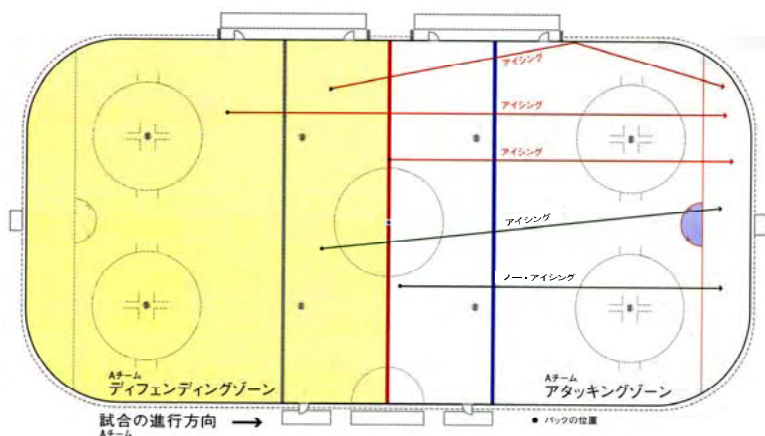 アイシング
アイシング
アイシング
アイシング
ノー・アイシング
Aチーム
ディフェンディングゾーン
Aチーム
アタッキングゾーン
試合の進行方向
Aチーム
パックの位置